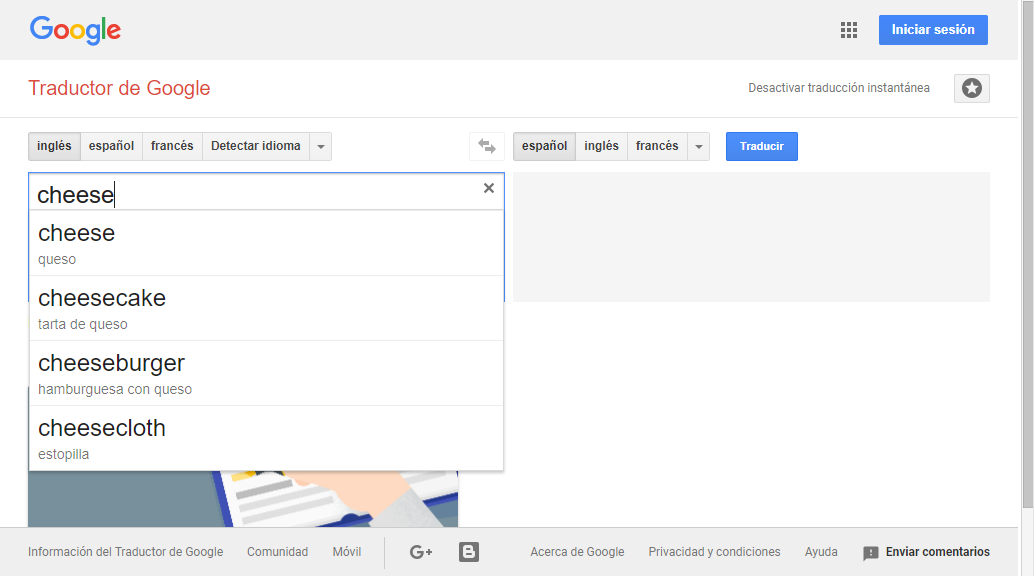 Google
Iniciar sesión
Traductor de Google
Desactivar traducción instantánea
inglés español francés Detectar idioma
español inglés francés
Traducir
cheese
cheese
queso
cheesecake
tarta de queso
cheeseburger
hamburguesa con queso
cheesecloth
estopilla
Información del Traductor de Google Comunidad Móvil G+ B Acerca de Google Privacidad y condiciones Ayuda Enviar comentarios